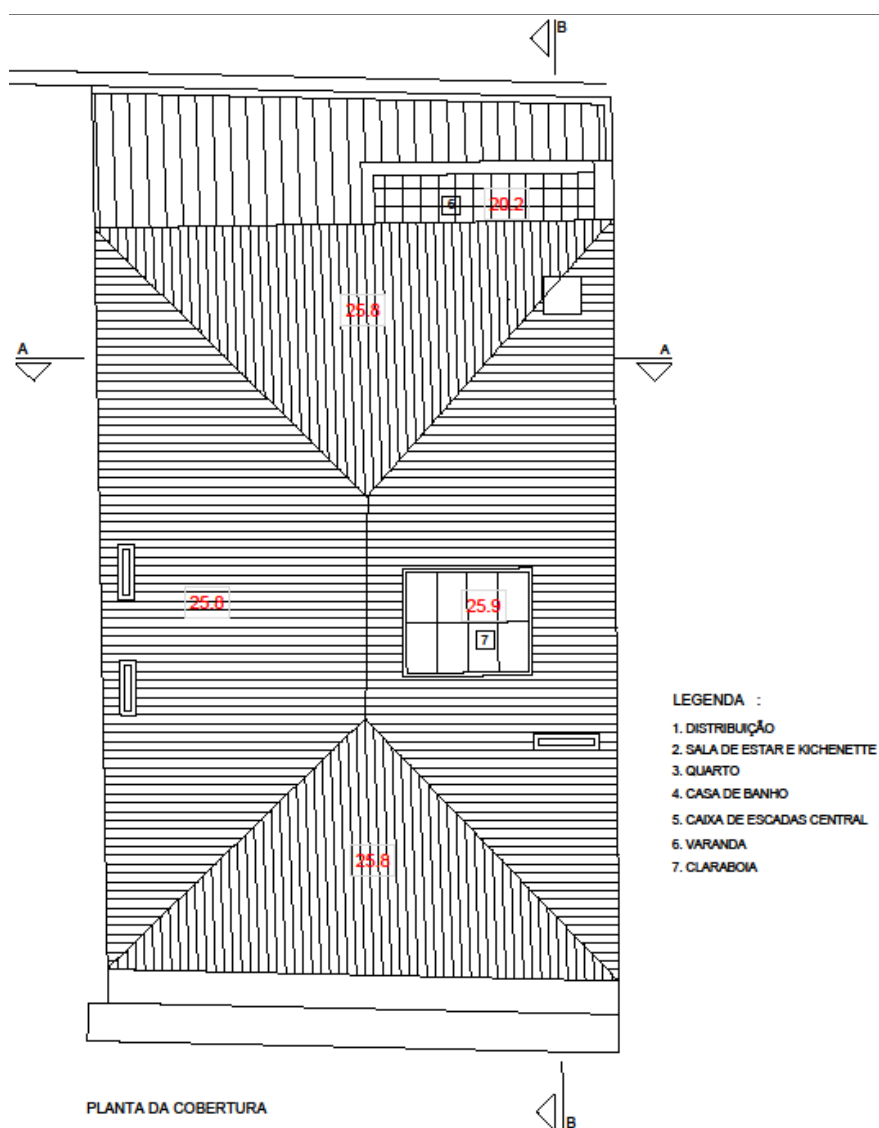 B
6
20.2
25.8
A
A
25.8
25.9
7
LEGENDA :
1. DISTRIBUIÇÃO
2. SALA DE ESTAR E KICHENETTE
3. QUARTO
4. CASA DE BANHO
5. CAIXA DE ESCADAS CENTRAL
6. VARANDA
7. CLARABOIA
25.8
PLANTA DA COBERTURA
B